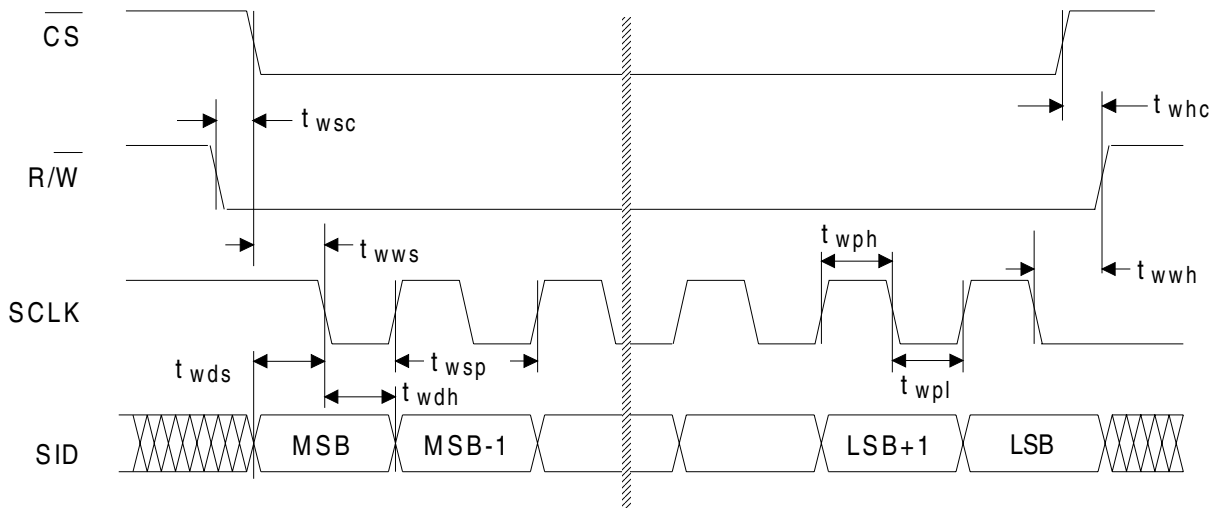 CS
t wsc
t whc
R/W
t wws
t wph
t wwh
SCLK
t wds
t wsp
t wdh
t wpl
SID
MSB
MSB-1
LSB+1
LSB